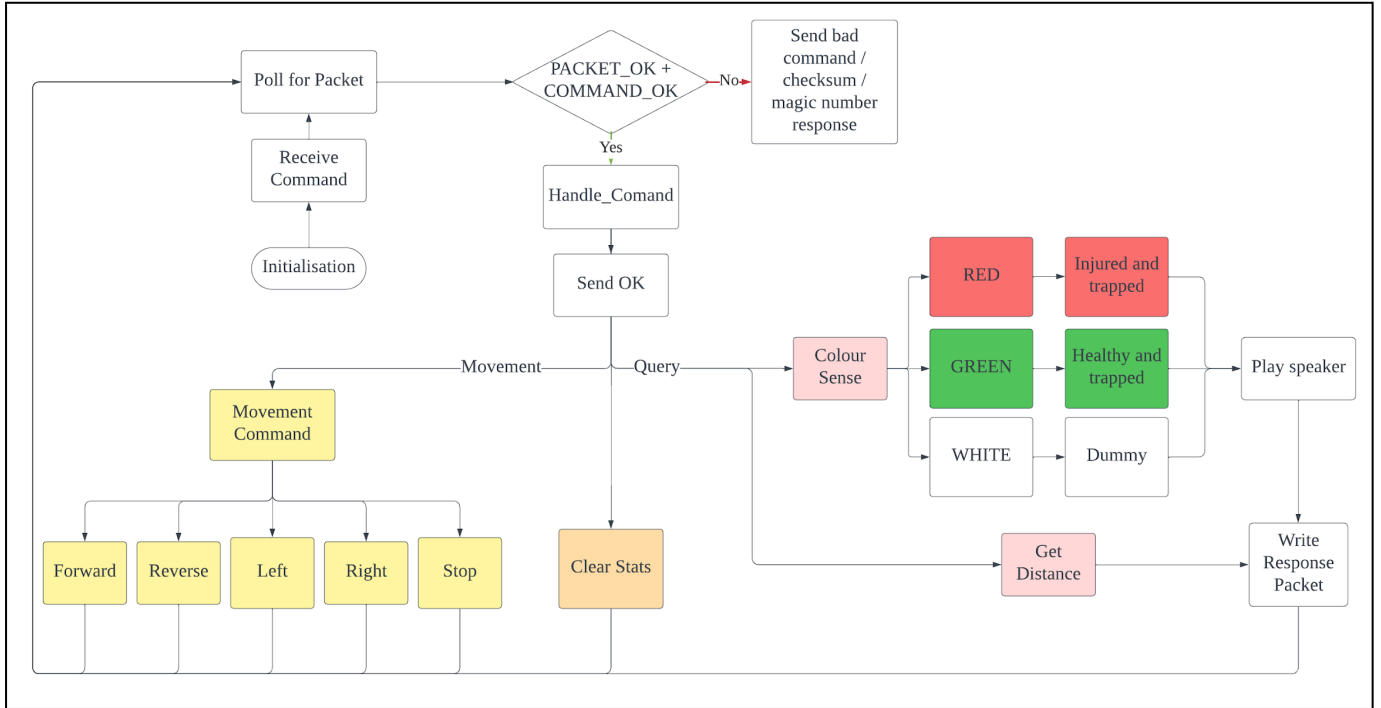 Poll for Packet
PACKET_OK +
COMMAND_OK
No
Send bad
command /
checksum /
magic number
response
Receive
Command
Yes
Handle_Comand
Initialisation
Send OK
RED
Injured and
trapped
Movement
Query
Colour
Sense
GREEN
Healthy and
trapped
Play speaker
Movement
Command
WHITE
Dummy
Forward
Reverse
Left
Right
Stop
Clear Stats
Get
Distance
Write
Response
Packet